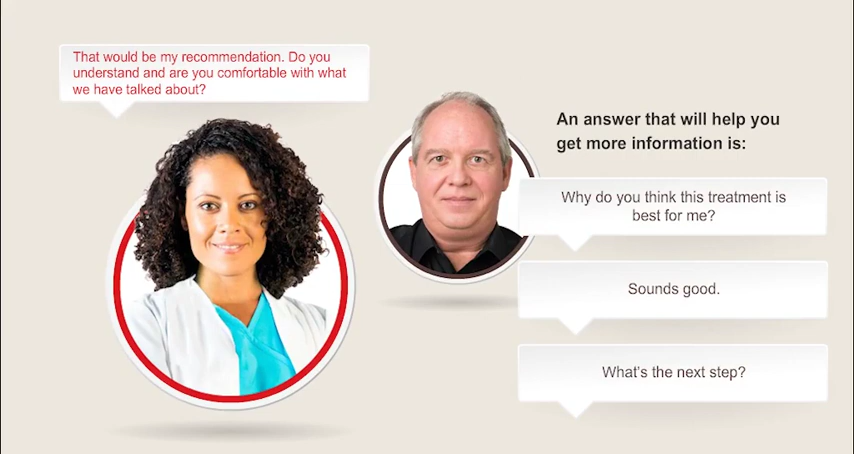 That would be my recommendation. Do you
understand and are you comfortable with what
we have talked about?
An answer that will help you
get more information is:
Why do you think this treatment is
best for me?
Sounds good.
What's the next step?